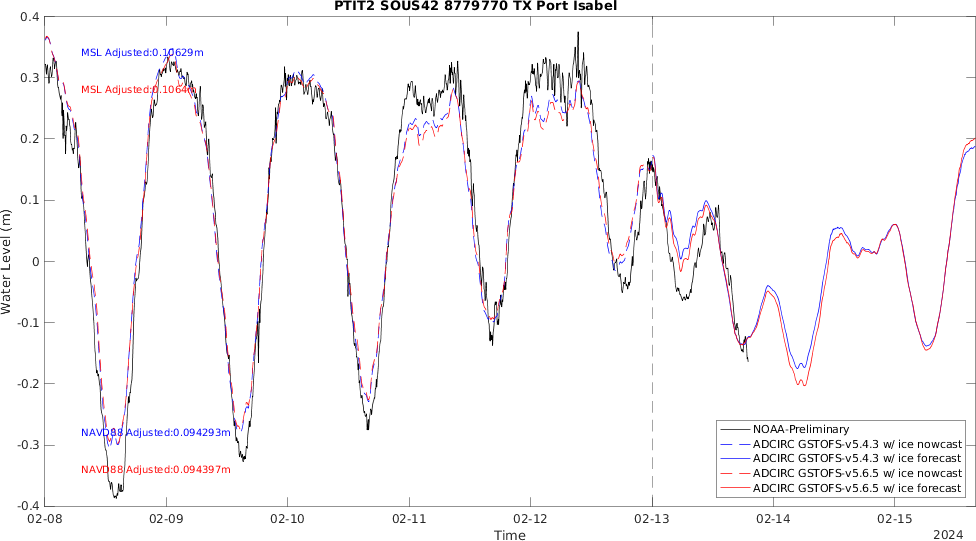 PTIT2 SOUS42 8779770 TX Port Isabel
0.4
0.3
0.2
0.1
0
-0.1
-0.2
-0.3
-0.4
Water Level (m)
MSL Adjusted:0.10629m
MSL Adjusted:0.1064m
NAVD88 Adjusted:0.094293m
NAVD88 Adjusted:0.094397m
NOAA-Preliminary
ADCIRC GSTOFS-v5.4.3 w/ ice nowcast
ADCIRC GSTOFS-v5.4.3 w/ ice forecast
ADCIRC GSTOFS-v5.6.5 w/ ice nowcast
ADCIRC GSTOFS-v5.6.5 w/ ice forecast
02-08 02-09 02-10 02-11 02-12 02-13 02-14 02-15
Time
2024